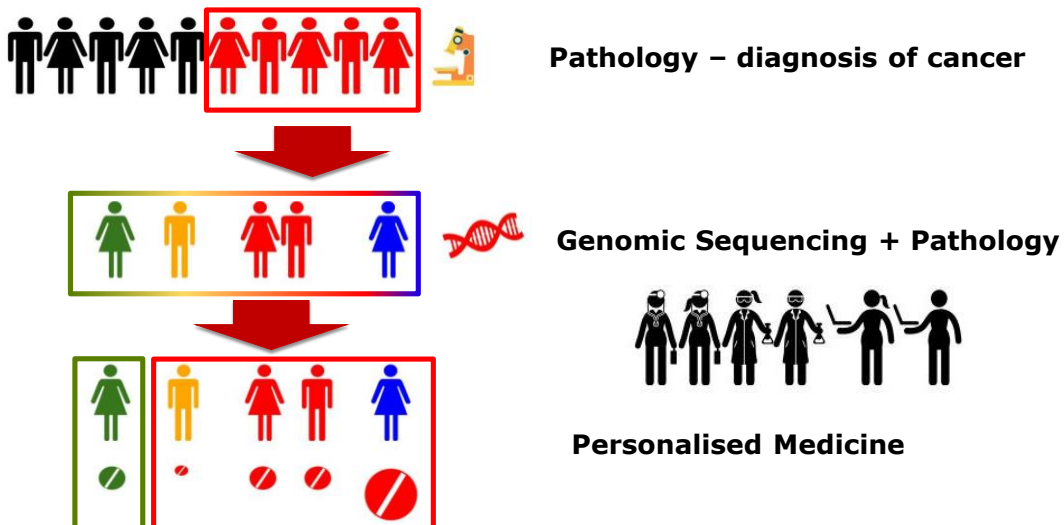 Pathology – diagnosis of cancer
Genomic Sequencing + Pathology
Personalised Medicine